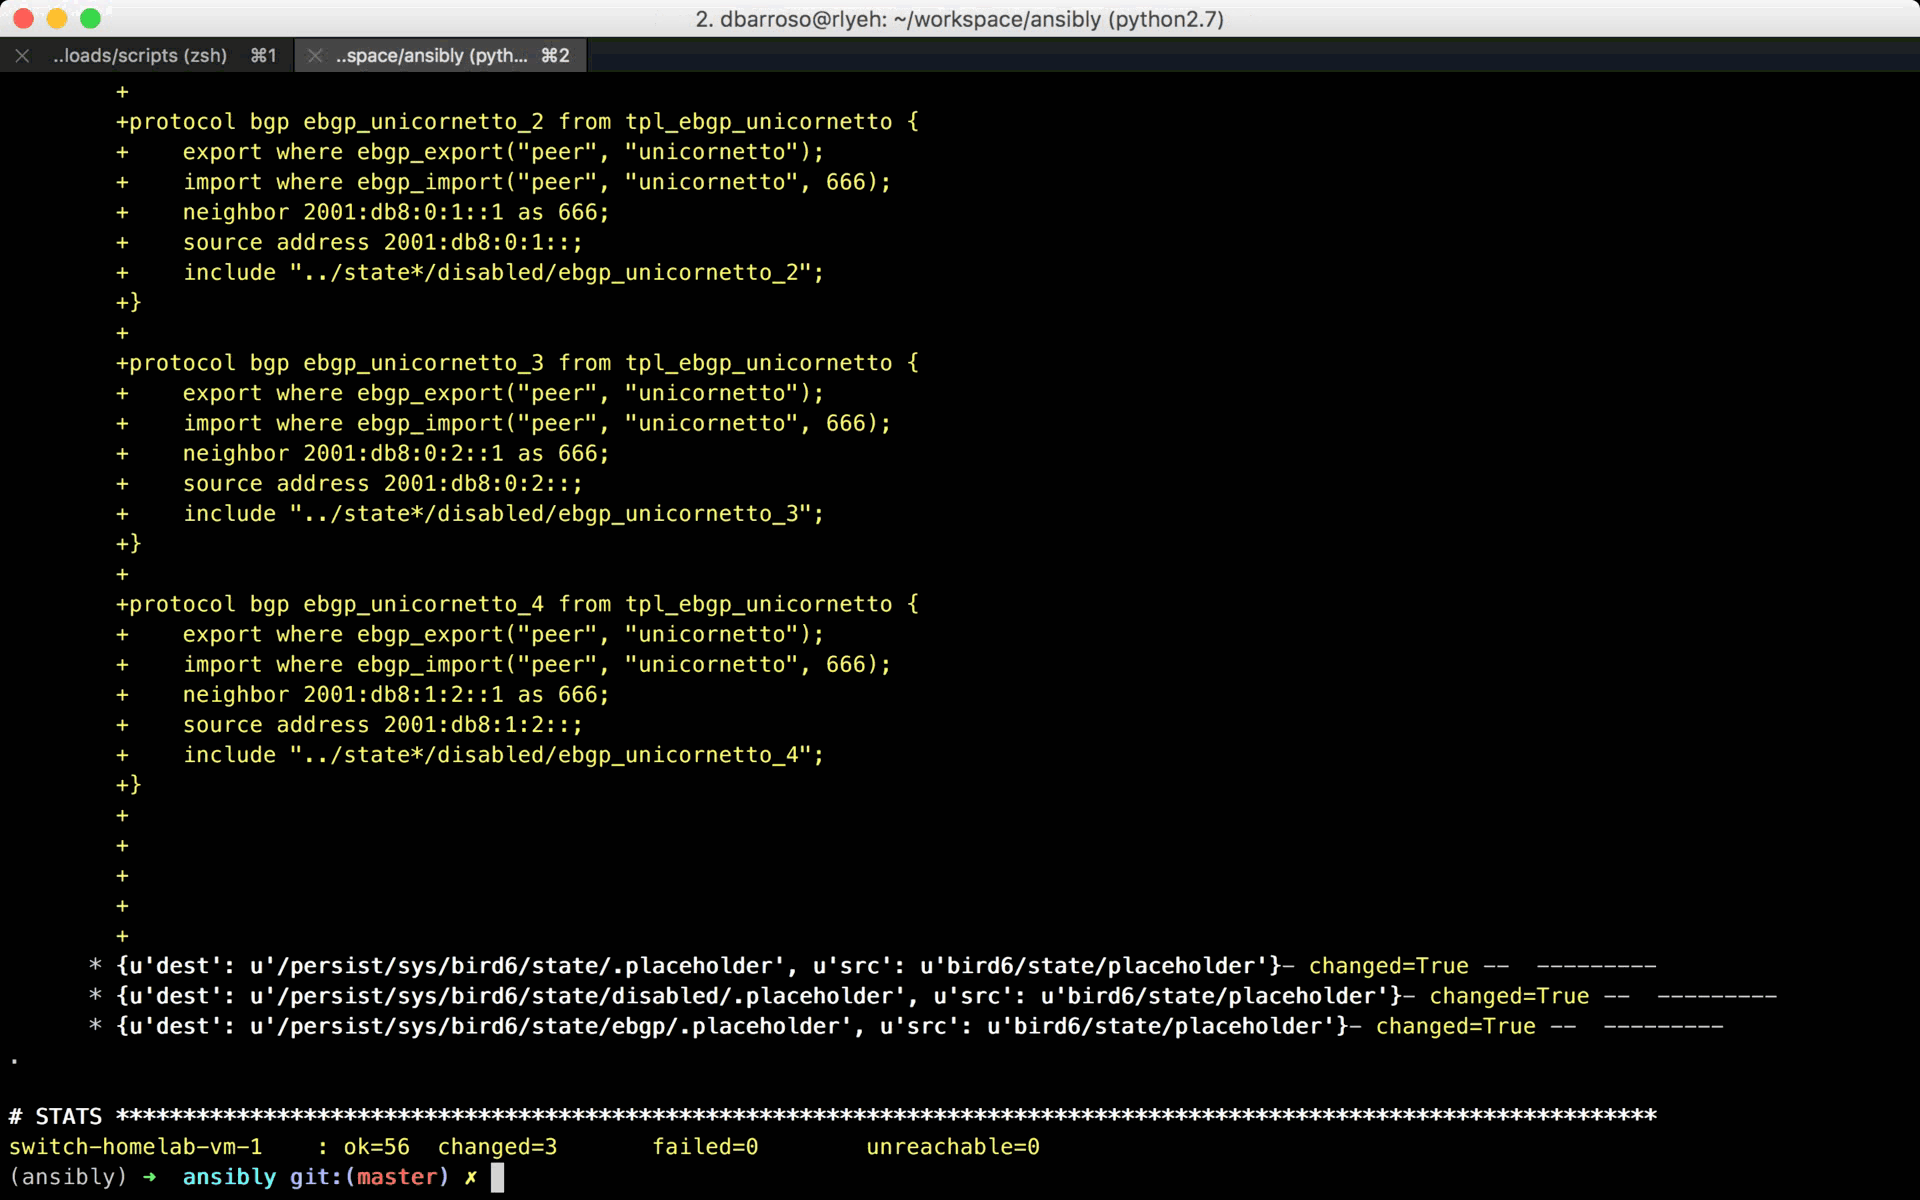 2. dbarroso@rlyeh: ~/workspace/ansibly (python2.7)
..loads/scripts (zsh) ⌘1 ..space/ansibly (pyth... ⌘2
+
+protocol bgp ebgp_unicornetto_2 from tpl_ebgp_unicornetto {
+    export where ebgp_export("peer", "unicornetto");
+    import where ebgp_import("peer", "unicornetto", 666);
+    neighbor 2001:db8:0:1::1 as 666;
+    source address 2001:db8:0:1::;
+    include "../state*/disabled/ebgp_unicornetto_2";
+}
+
+protocol bgp ebgp_unicornetto_3 from tpl_ebgp_unicornetto {
+    export where ebgp_export("peer", "unicornetto");
+    import where ebgp_import("peer", "unicornetto", 666);
+    neighbor 2001:db8:0:2::1 as 666;
+    source address 2001:db8:0:2::;
+    include "../state*/disabled/ebgp_unicornetto_3";
+}
+
+protocol bgp ebgp_unicornetto_4 from tpl_ebgp_unicornetto {
+    export where ebgp_export("peer", "unicornetto");
+    import where ebgp_import("peer", "unicornetto", 666);
+    neighbor 2001:db8:1:2::1 as 666;
+    source address 2001:db8:1:2::;
+    include "../state*/disabled/ebgp_unicornetto_4";
+}
+
+
+
+
+
* {u'dest': u'/persist/sys/bird6/state/.placeholder', u'src': u'bird6/state/placeholder'}- changed=True --  ---------
* {u'dest': u'/persist/sys/bird6/state/disabled/.placeholder', u'src': u'bird6/state/placeholder'}- changed=True --  ---------
* {u'dest': u'/persist/sys/bird6/state/ebgp/.placeholder', u'src': u'bird6/state/placeholder'}- changed=True --  ---------
.
# STATS *******************************************************************************************************************
switch-homelab-vm-1    : ok=56  changed=3       failed=0        unreachable=0
(ansibly) ➜  ansibly git:(master) ✗